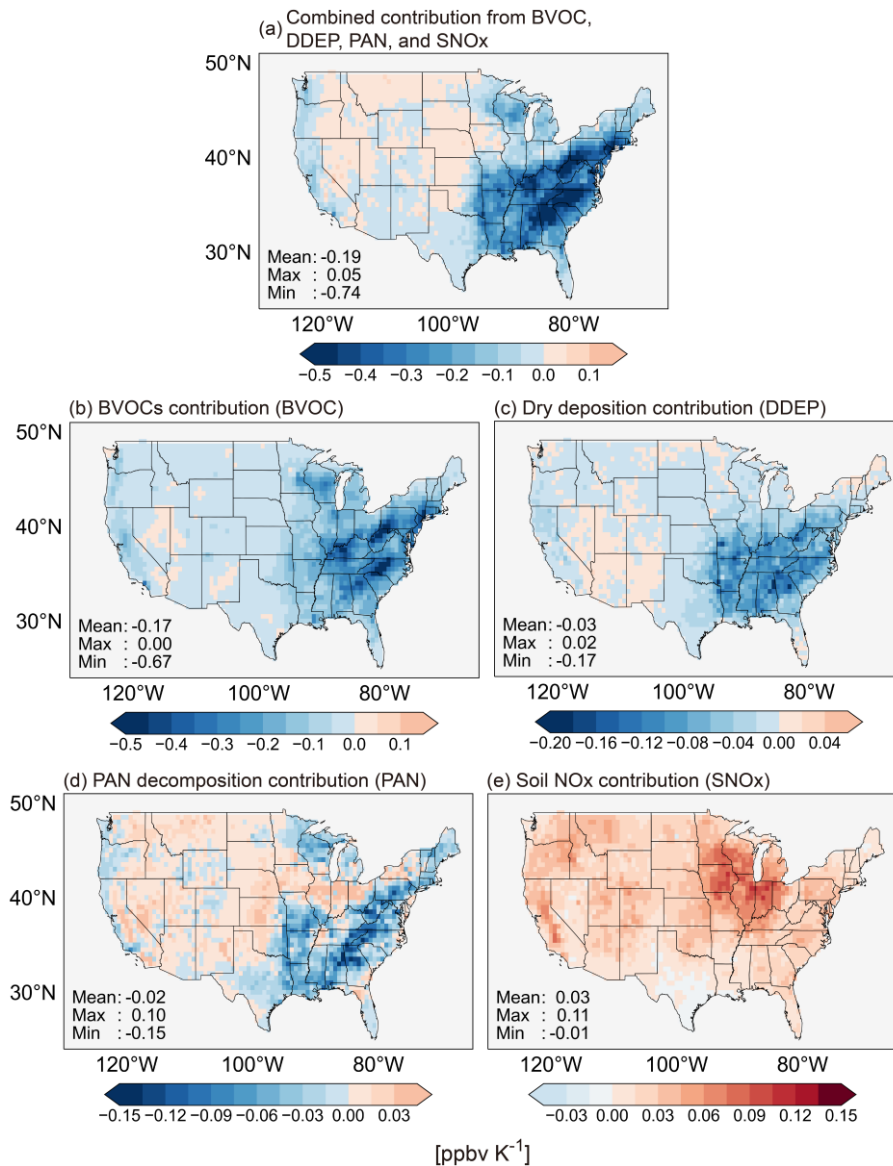 (a) Combined contribution from BVOC,
DDEP, PAN, and SNOx
50°N
40°N
30°N
Mean: -0.19
Max : 0.05
Min : -0.74
120°W 100°W 80°W
−0.5 −0.4 −0.3 −0.2 −0.1 0.0 0.1
(b) BVOCs contribution (BVOC)
50°N
40°N
30°N
Mean: -0.17
Max : 0.00
Min : -0.67
120°W 100°W 80°W
−0.5 −0.4 −0.3 −0.2 −0.1 0.0 0.1
(c) Dry deposition contribution (DDEP)
Mean: -0.03
Max : 0.02
Min : -0.17
120°W 100°W 80°W
−0.20 −0.16 −0.12 −0.08 −0.04 0.00 0.04
(d) PAN decomposition contribution (PAN)
50°N
40°N
30°N
Mean: -0.02
Max : 0.10
Min : -0.15
120°W 100°W 80°W
−0.15 −0.12 −0.09 −0.06 −0.03 0.00 0.03
(e) Soil NOx contribution (SNOx)
Mean: 0.03
Max : 0.11
Min : -0.01
120°W 100°W 80°W
−0.03 0.00 0.03 0.06 0.09 0.12 0.15
[ppbv K⁻¹]